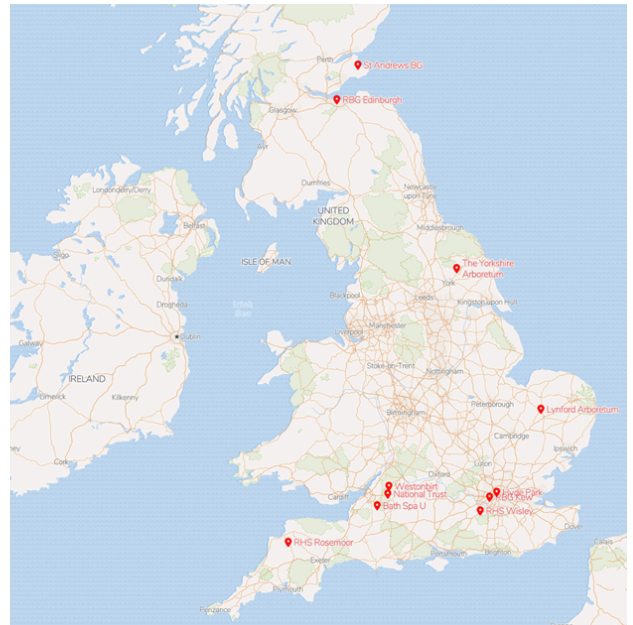 Perth
St Andrews BG
RBG Edinburgh
Glasgow
Ayr
Dumfries
Newcastle
upon Tyne
Londonderry/Derry
Belfast
UNITED
KINGDOM
Middlesbrough
Sligo
ISLE OF MAN
The Yorkshire
Arboretum
Dundalk
York
Blackpool
Leeds
Kingston upon Hull
Drogheda
Irish
Sea
Liverpool
Manchester
Dublin
Galway
Stoke-on-Trent
Nottingham
IRELAND
Limerick
Kilkenny
Peterborough
Lynford Arboretum
Birmingham
Cambridge
Ipswich
Cork
Luton
Oxford
Westonbirt
National Trust
Cardiff
Hyde Park
RBG Kew
Bath Spa U
RHS Wisley
Dover
Calais
RHS Rosemoor
Exeter
Portsmouth
Brighton
Plymouth
Penzance